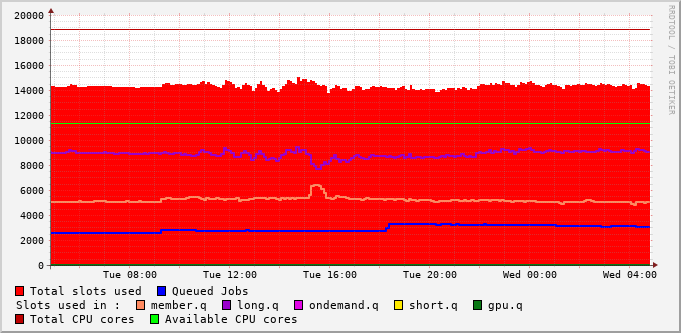 20000
18000
16000
14000
12000
10000
8000
6000
4000
2000
0
Tue 08:00 Tue 12:00 Tue 16:00 Tue 20:00 Wed 00:00 Wed 04:00
RRDTOOL / TOBI OETIKER
Total slots used Queued Jobs
Slots used in : member.q long.q ondemand.q short.q gpu.q
Total CPU cores Available CPU cores